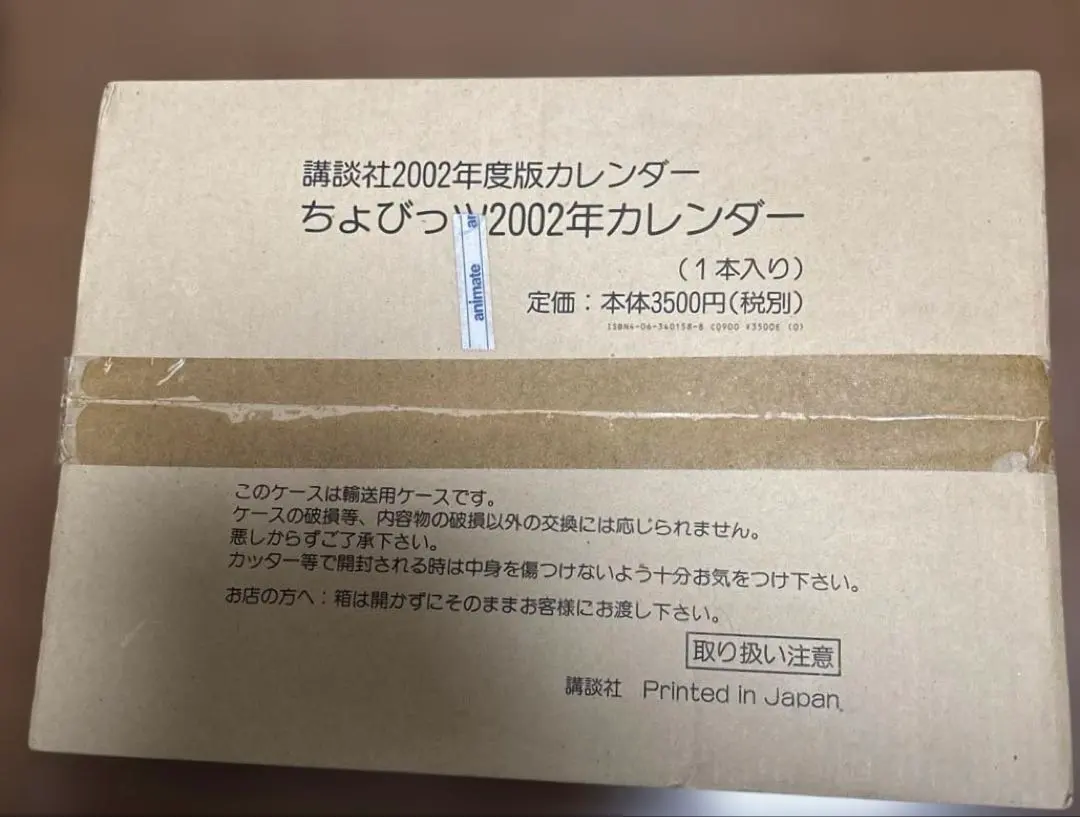 講談社2002年度版カレンダー
ちょびっツ2002年カレンダー
(1本入り)
定価：本体3500円(税別)
ISBN4-06-340158-8 C0900 ¥3500E (0)
animate
an
このケースは輸送用ケースです。
ケースの破損等、内容物の破損以外の交換には応じられません。
悪しからずご了承下さい。
カッター等で開封される時は中身を傷つけないよう十分お気をつけ下さい。
お店の方へ：箱は開かずにそのままお客様にお渡し下さい。
取り扱い注意
講談社 Printed in Japan